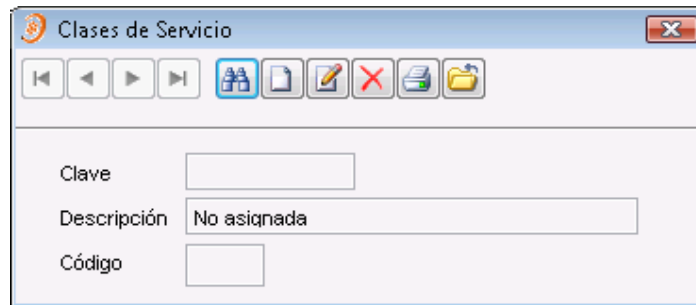 Clases de Servicio
Clave
Descripción No asignada
Código